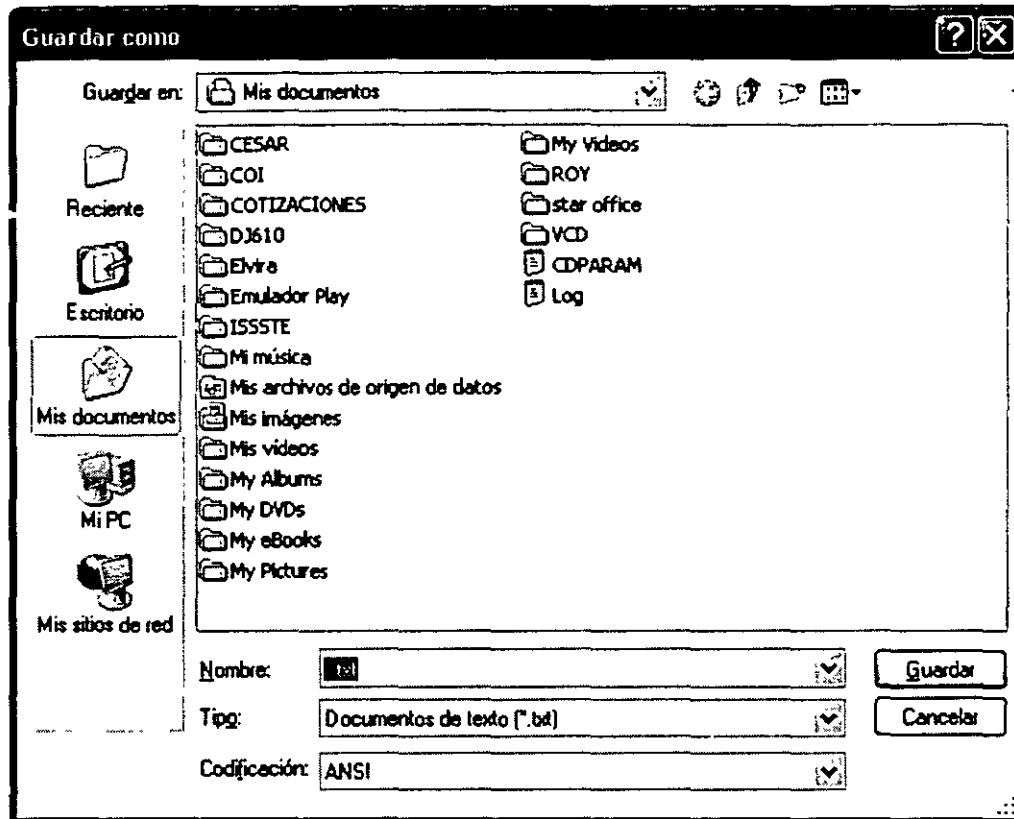 Guardar como
Guardar en: Mis documentos
Reciente
Escritorio
Mis documentos
Mi PC
Mis sitios de red
CESAR
COI
COTIZACIONES
DJ610
Elvira
Emulador Play
ISSSTE
Mi música
Mis archivos de origen de datos
Mis imágenes
Mis vídeos
My Albums
My DVDs
My eBooks
My Pictures
My Videos
ROY
star office
VCD
CDPARAM
Log
Nombre:
Guardar
Tipo: Documentos de texto (*.txt)
Cancelar
Codificación: ANSI